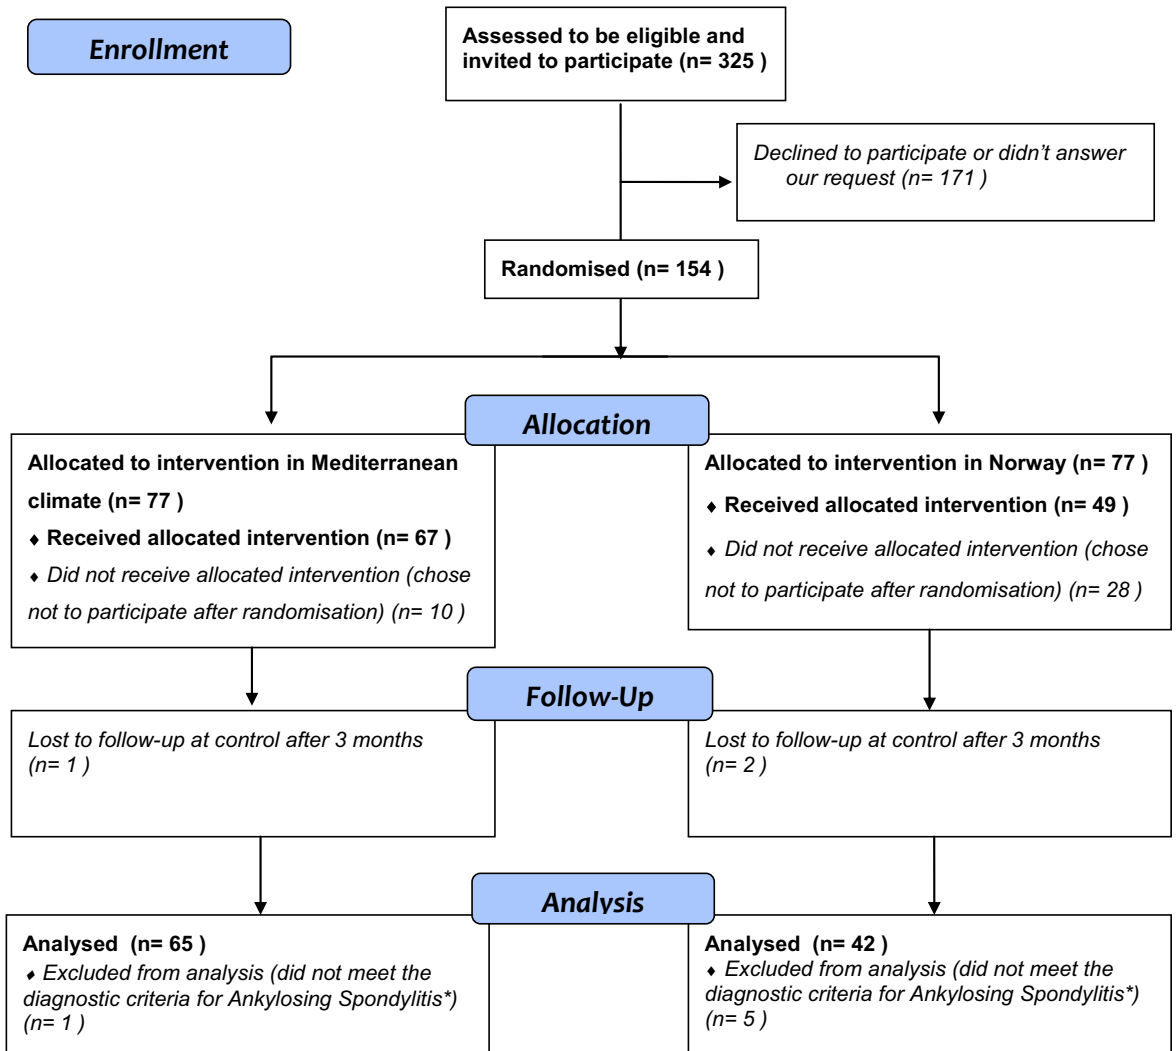 Enrollment
Assessed to be eligible and
invited to participate (n= 325 )
Declined to participate or didn't answer
our request (n= 171 )
Randomised (n= 154 )
Allocation
Allocated to intervention in Mediterranean
climate (n= 77 )
♦ Received allocated intervention (n= 67 )
♦ Did not receive allocated intervention (chose
not to participate after randomisation) (n= 10 )
Allocated to intervention in Norway (n= 77 )
♦ Received allocated intervention (n= 49 )
♦ Did not receive allocated intervention (chose
not to participate after randomisation) (n= 28 )
Follow-Up
Lost to follow-up at control after 3 months
(n= 1 )
Lost to follow-up at control after 3 months
(n= 2 )
Analysis
Analysed (n= 65 )
♦ Excluded from analysis (did not meet the
diagnostic criteria for Ankylosing Spondylitis*)
(n= 1 )
Analysed (n= 42 )
♦ Excluded from analysis (did not meet the
diagnostic criteria for Ankylosing Spondylitis*)
(n= 5 )